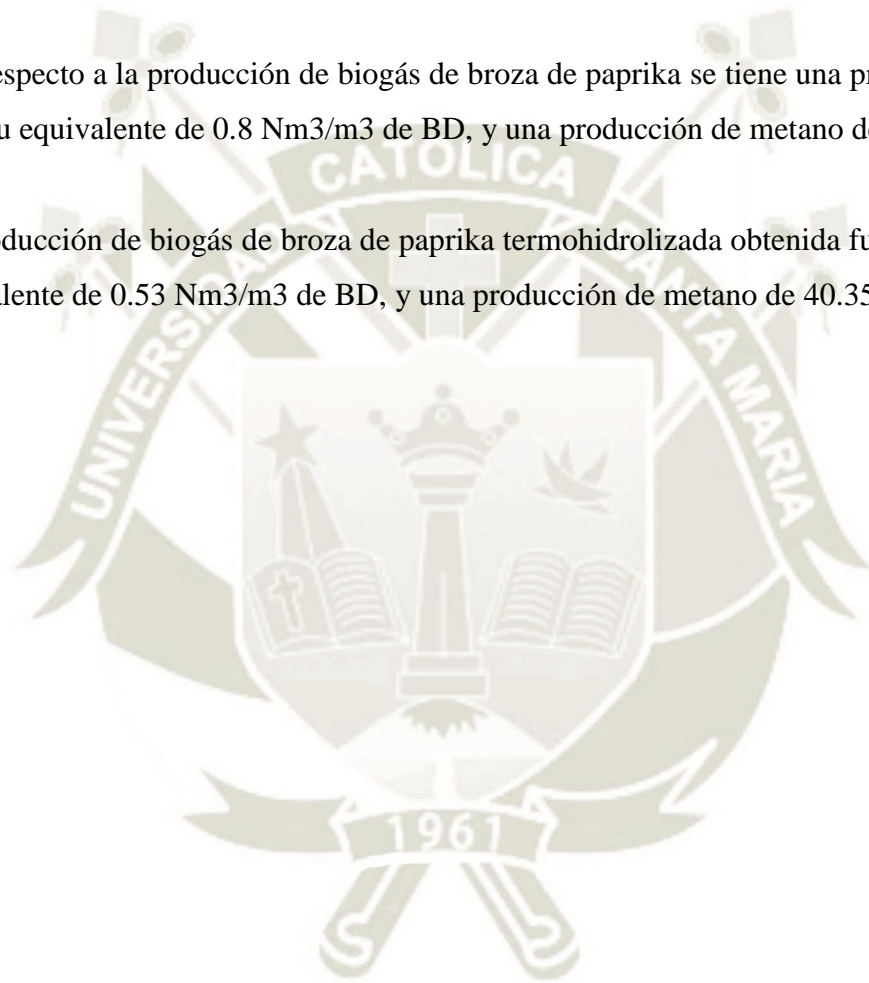 especto a la producción de biogás de broza de paprika se tiene una pr
u equivalente de 0.8 Nm3/m3 de BD, y una producción de metano d
oducción de biogás de broza de paprika termohidrolizada obtenida fu
alente de 0.53 Nm3/m3 de BD, y una producción de metano de 40.35
UNIVERSIDAD CATOLICA SANTA MARIA
1961